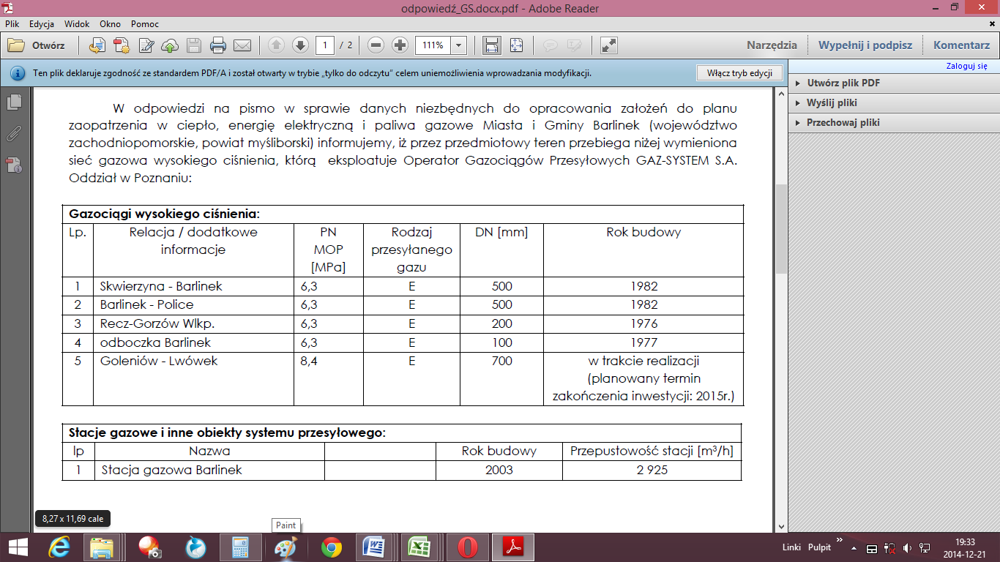 odpowiedź_GS.docx.pdf - Adobe Reader
Plik Edycja Widok Okno Pomoc
Otwórz 1 / 2 111% Narzędzia Wypełnij i podpisz Komentarz
Ten plik deklaruje zgodność ze standardem PDF/A i został otwarty w trybie „tylko do odczytu" celem uniemożliwienia wprowadzania modyfikacji. Włącz tryb edycji
Zaloguj się
Utwórz plik PDF
Wyślij pliki
Przechowaj pliki
W odpowiedzi na pismo w sprawie danych niezbędnych do opracowania założeń do planu
zaopatrzenia w ciepło, energię elektryczną i paliwa gazowe Miasta i Gminy Barlinek (województwo
zachodniopomorskie, powiat myśliborski) informujemy, iż przez przedmiotowy teren przebiega niżej wymieniona
sieć gazowa wysokiego ciśnienia, którą eksploatuje Operator Gazociągów Przesyłowych GAZ-SYSTEM S.A.
Oddział w Poznaniu:
Gazociągi wysokiego ciśnienia:
Lp. Relacja / dodatkowe PN Rodzaj DN [mm] Rok budowy
informacje MOP przesyłanego
[MPa] gazu
1 Skwierzyna - Barlinek 6,3 E 500 1982
2 Barlinek - Police 6,3 E 500 1982
3 Recz-Gorzów Wlkp. 6,3 E 200 1976
4 odboczka Barlinek 6,3 E 100 1977
5 Goleniów - Lwówek 8,4 E 700 w trakcie realizacji
(planowany termin
zakończenia inwestycji: 2015r.)
Stacje gazowe i inne obiekty systemu przesyłowego:
lp Nazwa Rok budowy Przepustowość stacji [m³/h]
1 Stacja gazowa Barlinek 2003 2 925
8,27 x 11,69 cale
Paint
Linki Pulpit » 19:33
2014-12-21